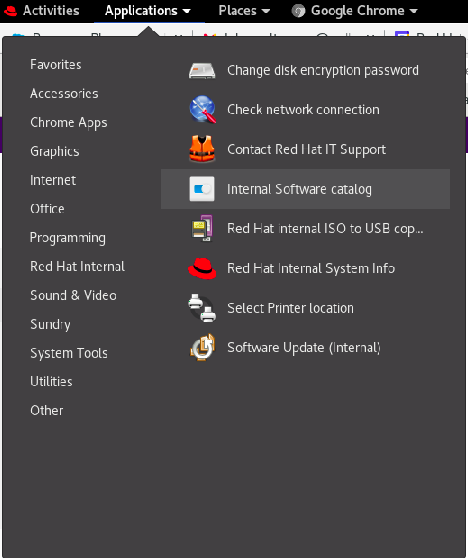 Activities Applications Places Google Chrome
Favorites
Accessories
Chrome Apps
Graphics
Internet
Office
Programming
Red Hat Internal
Sound & Video
Sundry
System Tools
Utilities
Other
Change disk encryption password
Check network connection
Contact Red Hat IT Support
Internal Software catalog
Red Hat internal ISO to USB cop...
Red Hat Internal System Info
Select Printer location
Software Update (Internal)